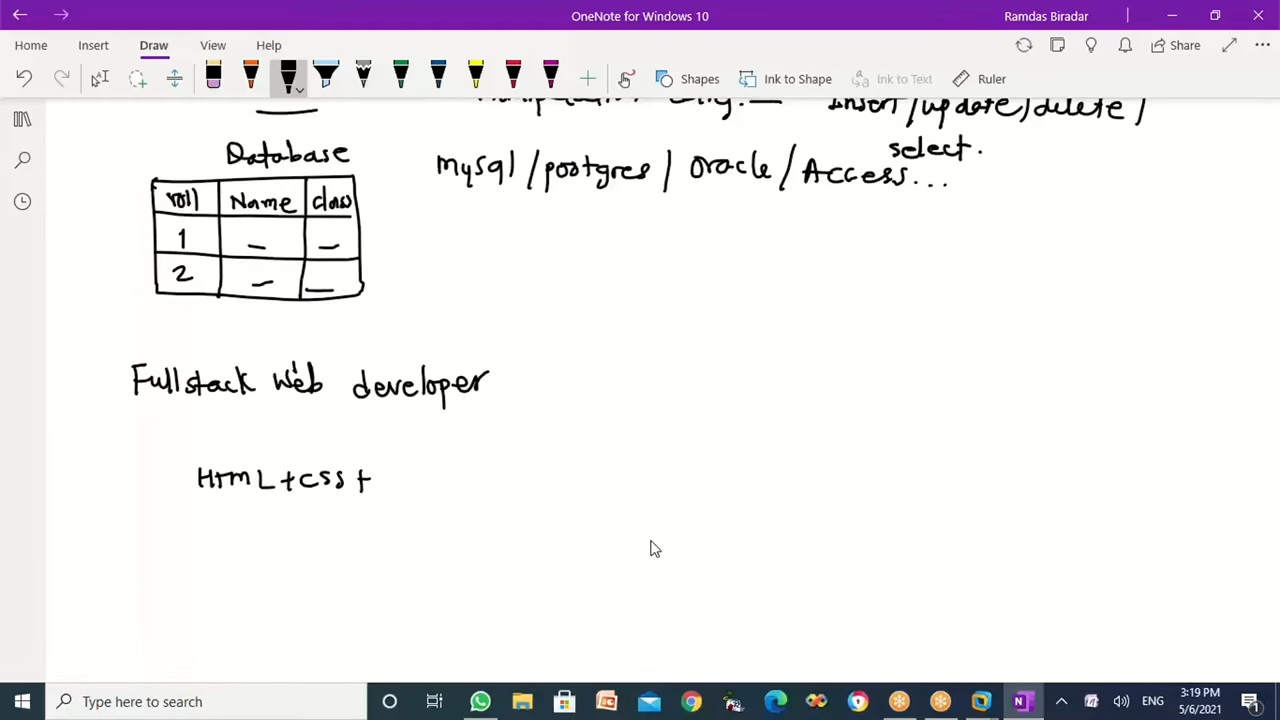 OneNote for Windows 10
Ramdas Biradar
Home Insert Draw View Help
Share
Shapes Ink to Shape Ink to Text Ruler
Insert/update/delete/
select.
Database
mysql/postgres/oracle/Access...
roll Name class
1 – –
2 – –
Fullstack Web developer
HTML+css+
Type here to search
ENG
3:19 PM
5/6/2021
1